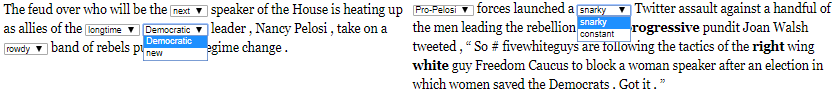 The feud over who will be the next ▼ speaker of the House is heating up
as allies of the longtime ▼ Democratic ▼ leader , Nancy Pelosi , take on a
Democratic
new
rowdy ▼ band of rebels egime change .
Pro-Pelosi ▼ forces launched a snarky ▼ Twitter assault against a handful of
snarky
constant
the men leading the rebellion rogressive pundit Joan Walsh
tweeted , “ So # fivewhiteguys are following the tactics of the right wing
white guy Freedom Caucus to block a woman speaker after an election in
which women saved the Democrats . Got it . ”